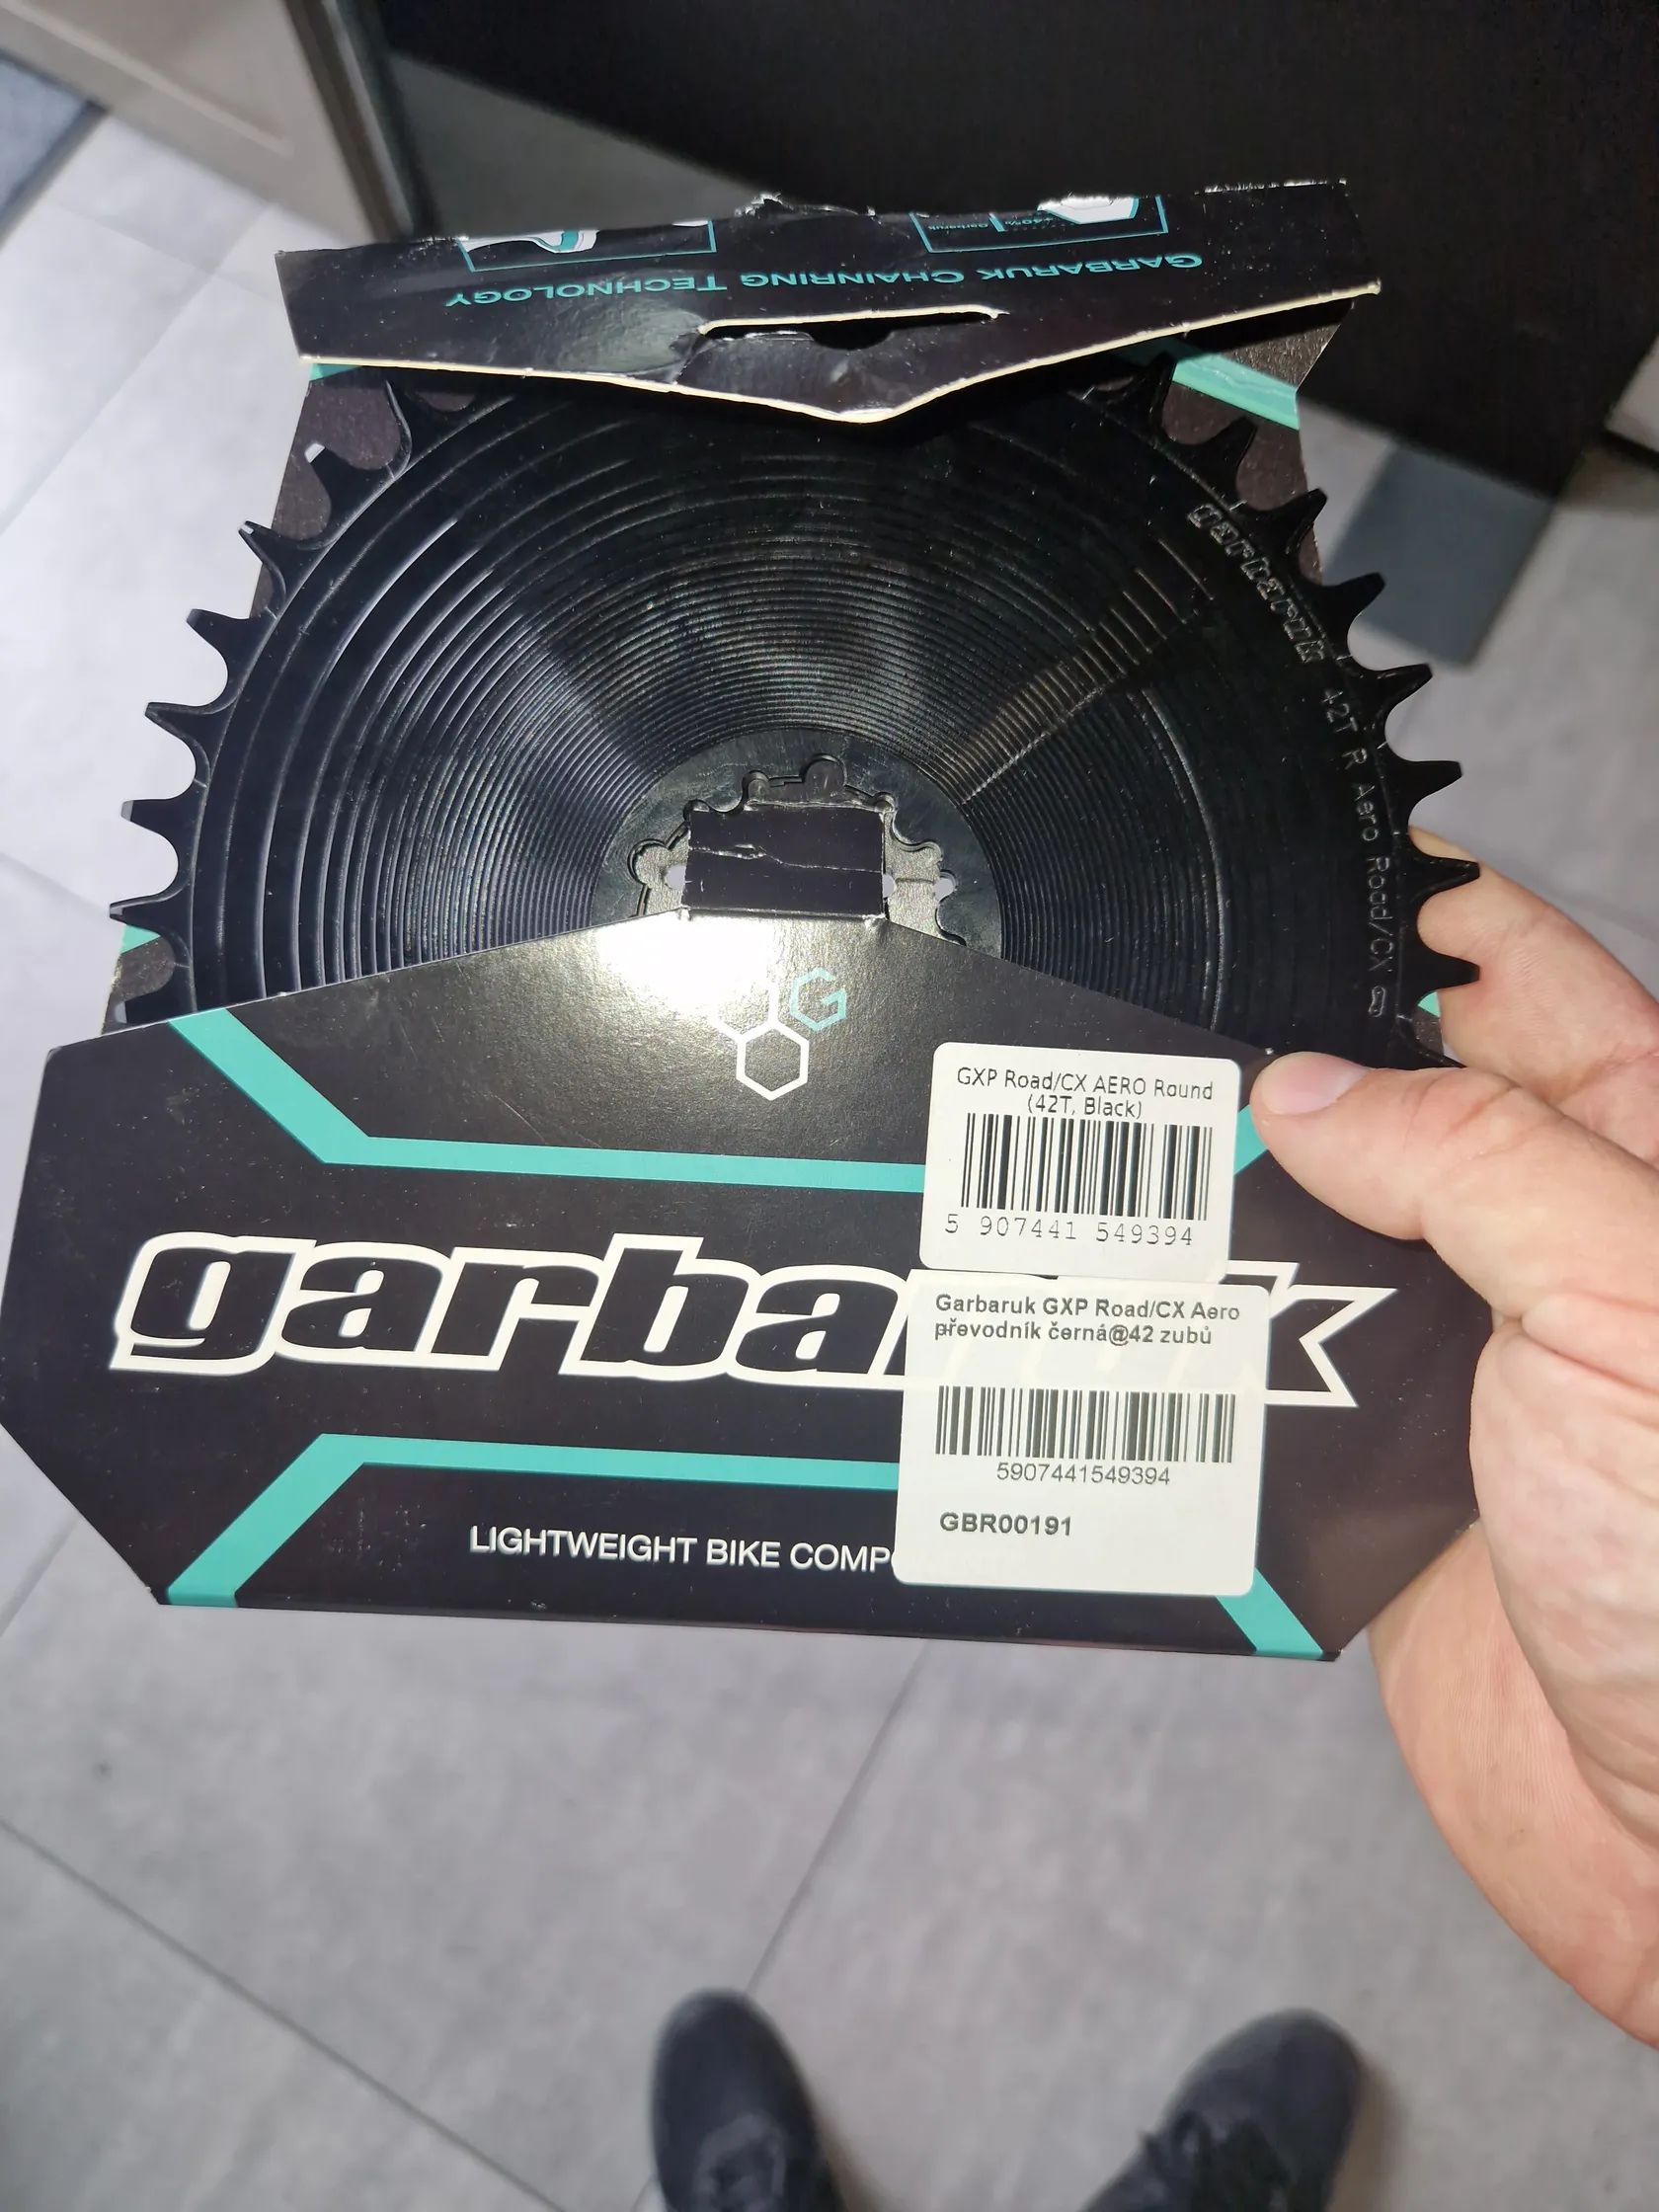 GARBARUK CHAINRING TECHNOLOGY
garbaruk 42T R Aero Road/CX
G
GXP Road/CX AERO Round
(42T, Black)
5 907441 549394
garba
k
Garbaruk GXP Road/CX Aero
převodník černá@42 zubů
5907441549394
GBR00191
LIGHTWEIGHT BIKE COMP